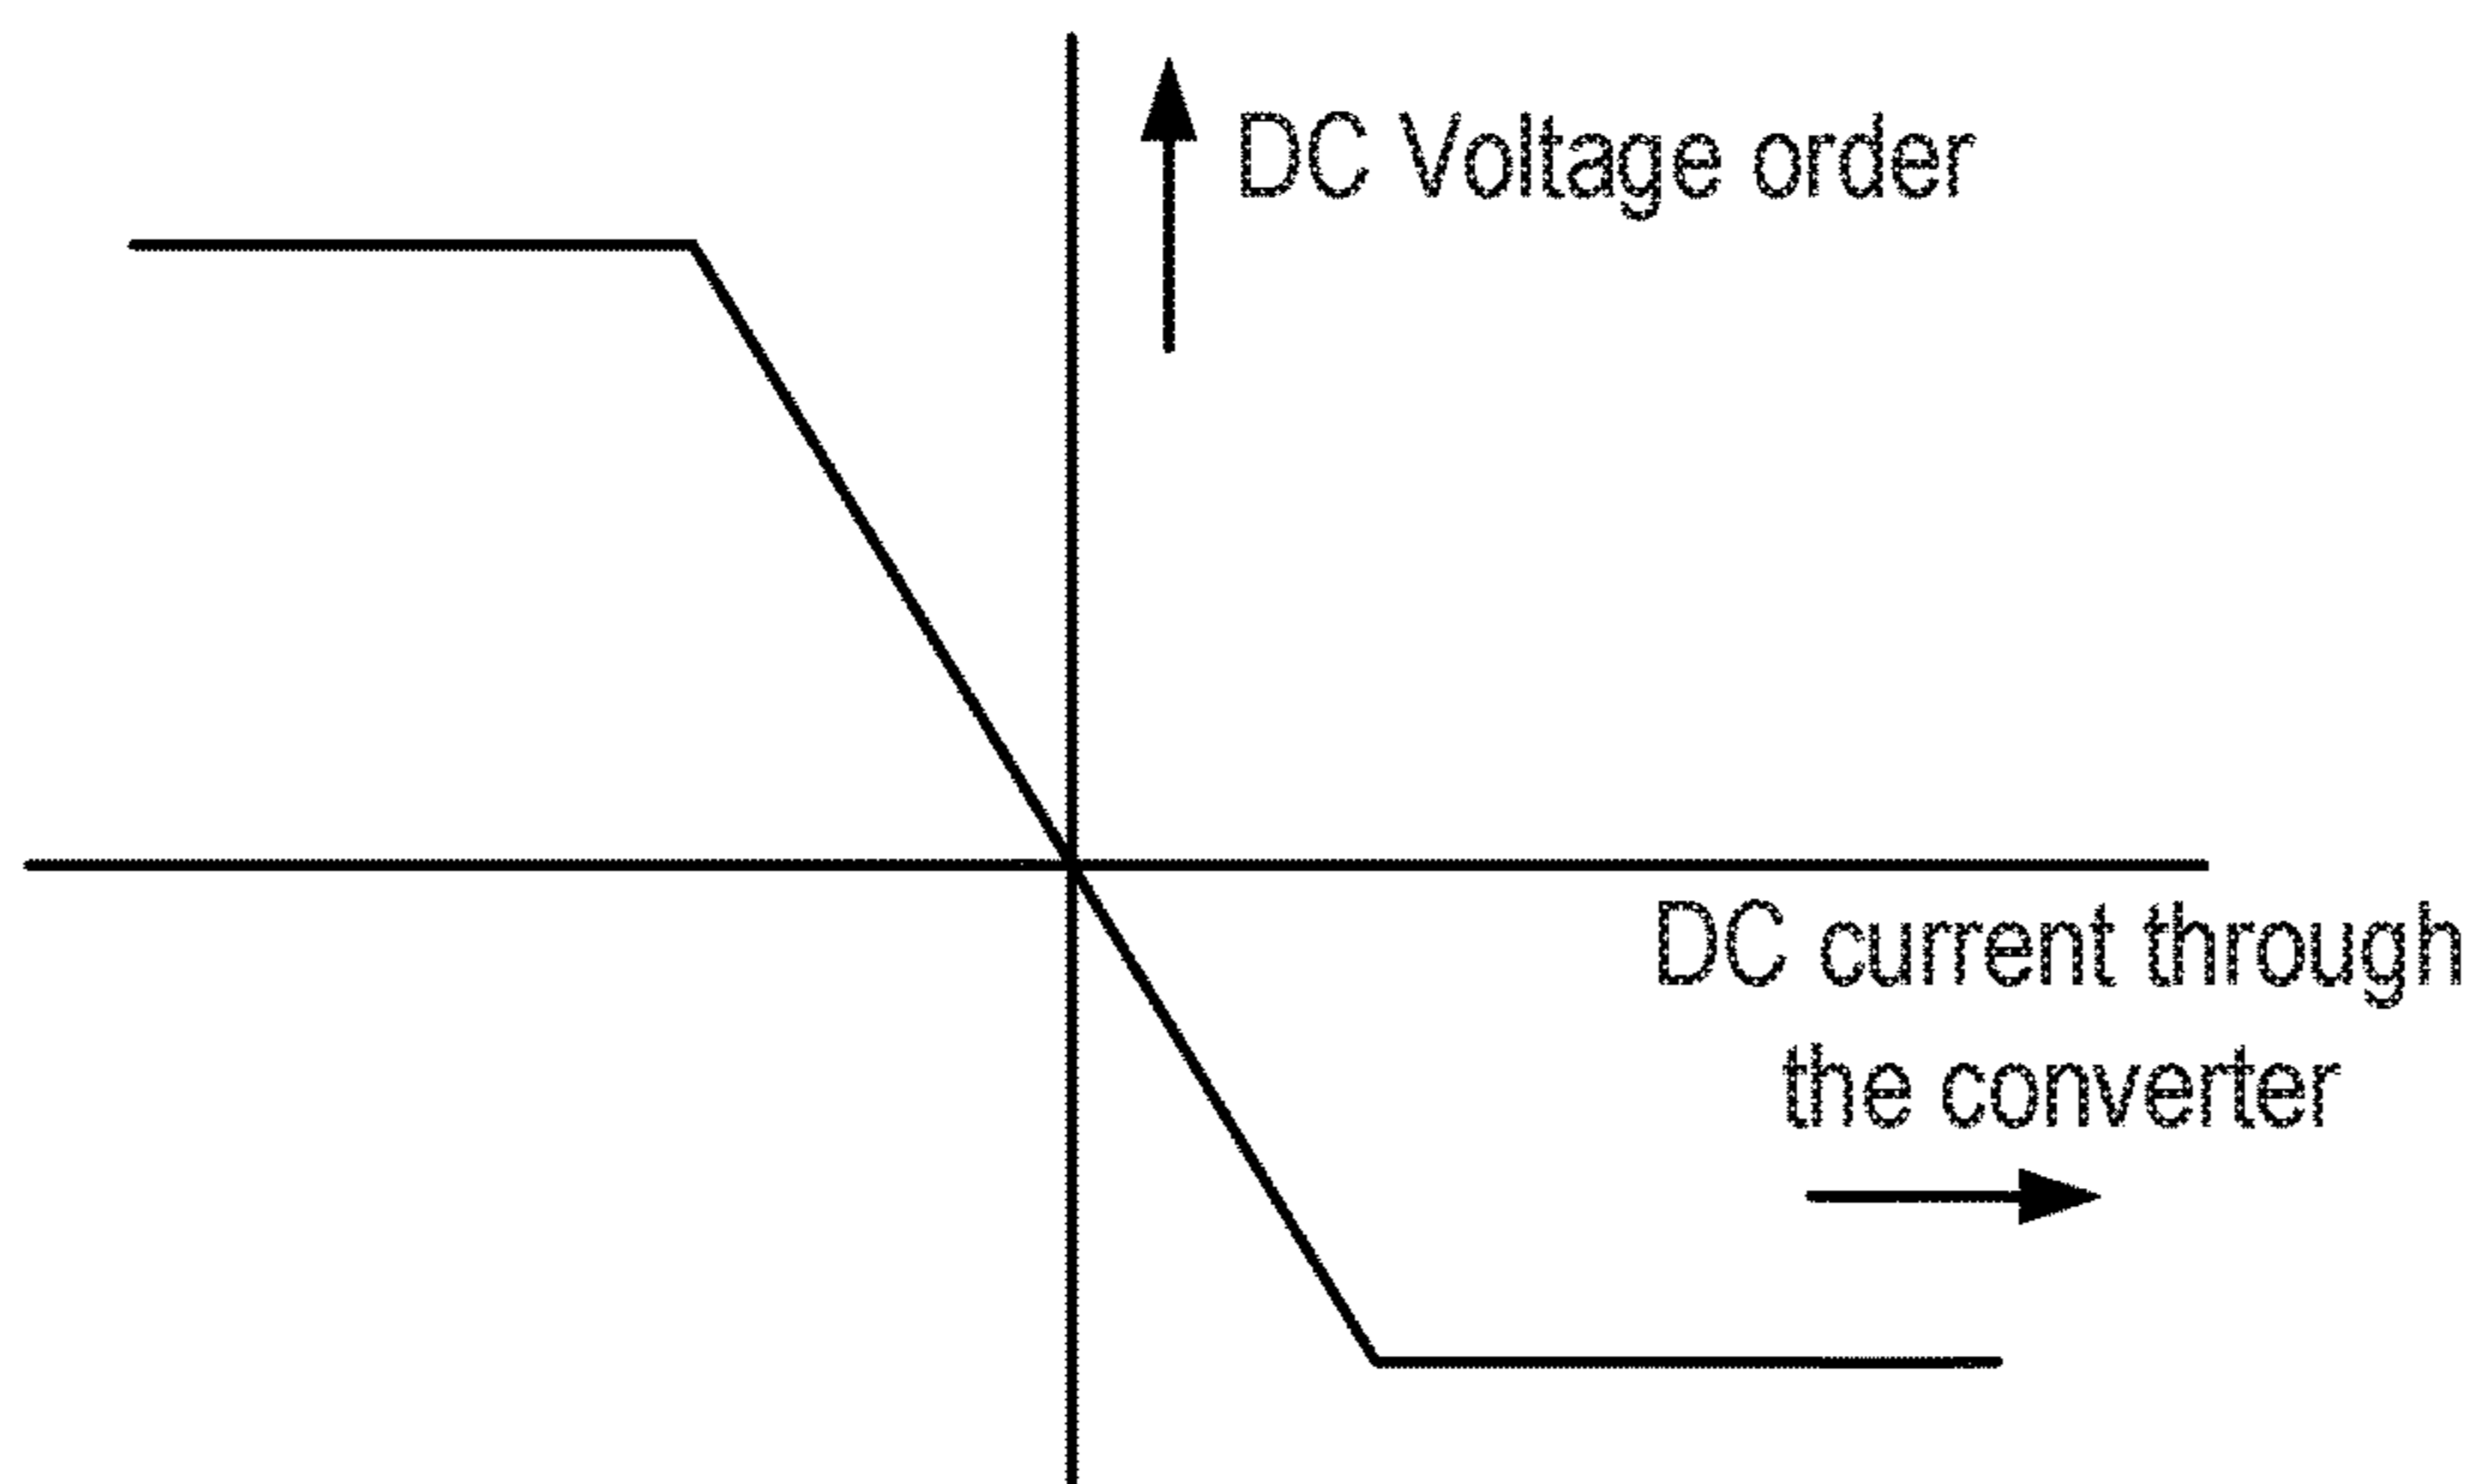 DC Voltage order
DC current through
the converter